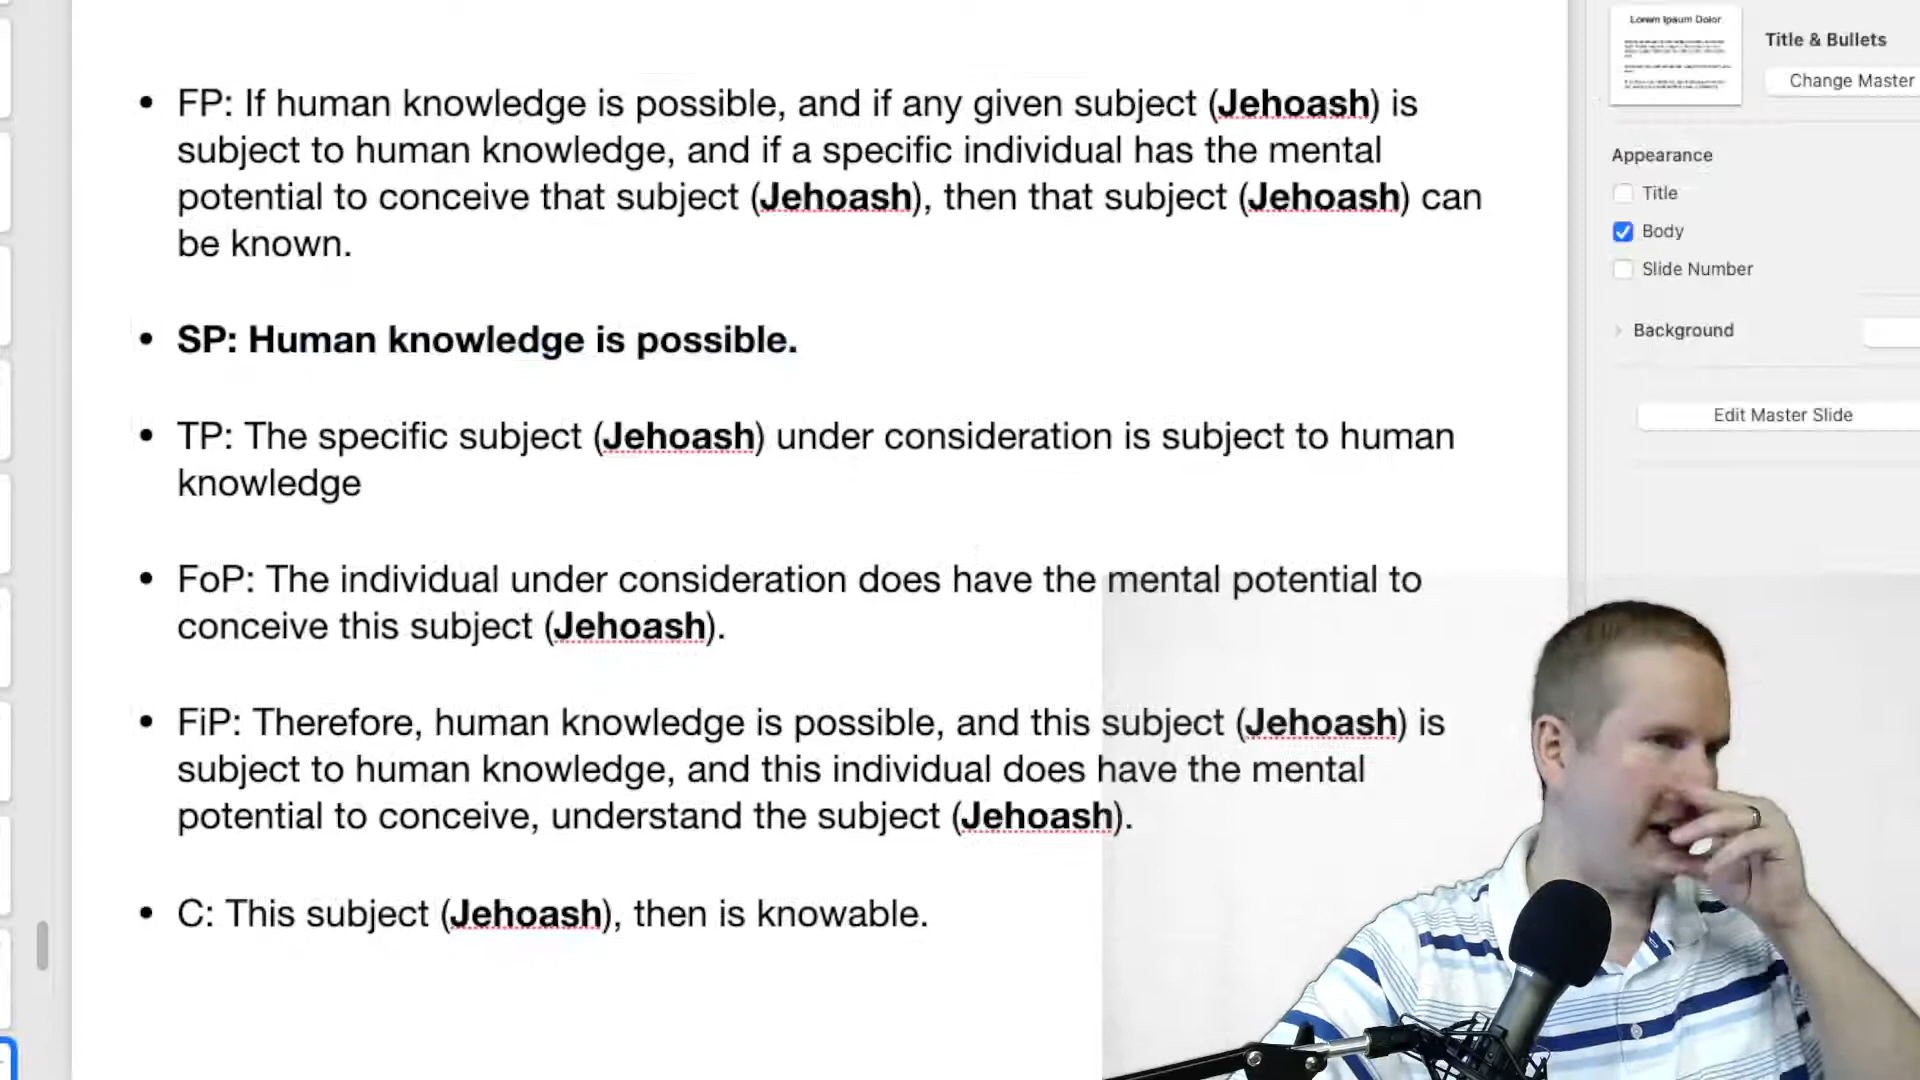 • FP: If human knowledge is possible, and if any given subject (Jehoash) is
subject to human knowledge, and if a specific individual has the mental
potential to conceive that subject (Jehoash), then that subject (Jehoash) can
be known.
• SP: Human knowledge is possible.
• TP: The specific subject (Jehoash) under consideration is subject to human
knowledge
• FoP: The individual under consideration does have the mental potential to
conceive this subject (Jehoash).
• FiP: Therefore, human knowledge is possible, and this subject (Jehoash) is
subject to human knowledge, and this individual does have the mental
potential to conceive, understand the subject (Jehoash).
• C: This subject (Jehoash), then is knowable.
Lorem Ipsum Dolor
Title & Bullets
Change Master
Appearance
Title
Body
Slide Number
Background
Edit Master Slide